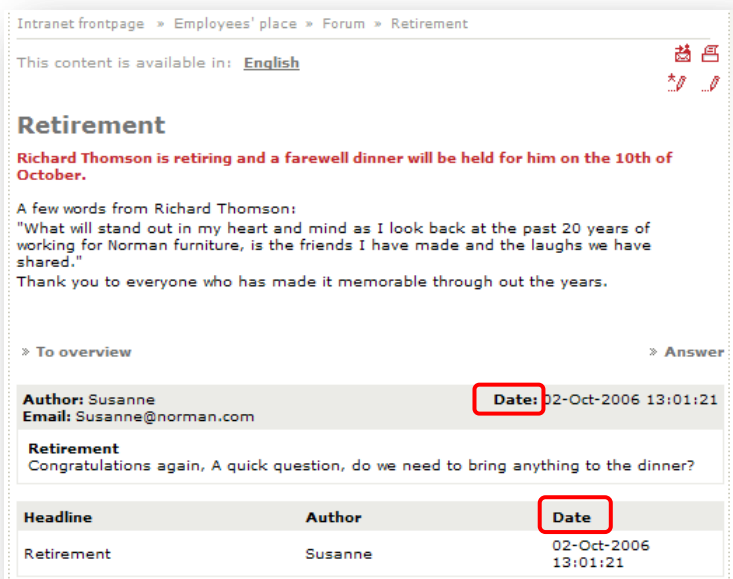 Intranet frontpage » Employees' place » Forum » Retirement
This content is available in: English
Retirement
Richard Thomson is retiring and a farewell dinner will be held for him on the 10th of
October.
A few words from Richard Thomson:
"What will stand out in my heart and mind as I look back at the past 20 years of
working for Norman furniture, is the friends I have made and the laughs we have
shared."
Thank you to everyone who has made it memorable through out the years.
» To overview » Answer
Author: Susanne Date: 02-Oct-2006 13:01:21
Email: Susanne@norman.com
Retirement
Congratulations again, A quick question, do we need to bring anything to the dinner?
Headline Author Date
Retirement Susanne 02-Oct-2006
13:01:21